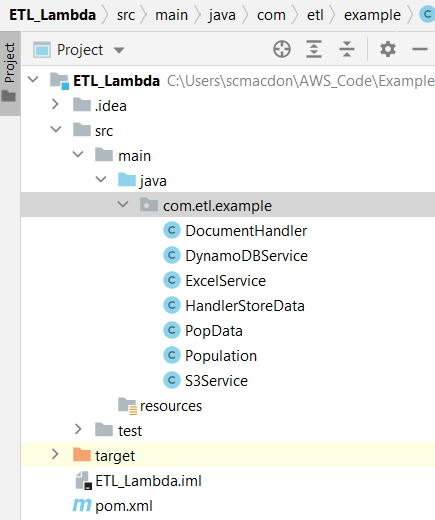 ETL_Lambda src main java com etl example
Project
Project
ETL_Lambda C:\Users\scmacdon\AWS_Code\Example
.idea
src
main
java
com.etl.example
DocumentHandler
DynamoDBService
ExcelService
HandlerStoreData
PopData
Population
S3Service
resources
test
target
ETL_Lambda.iml
pom.xml